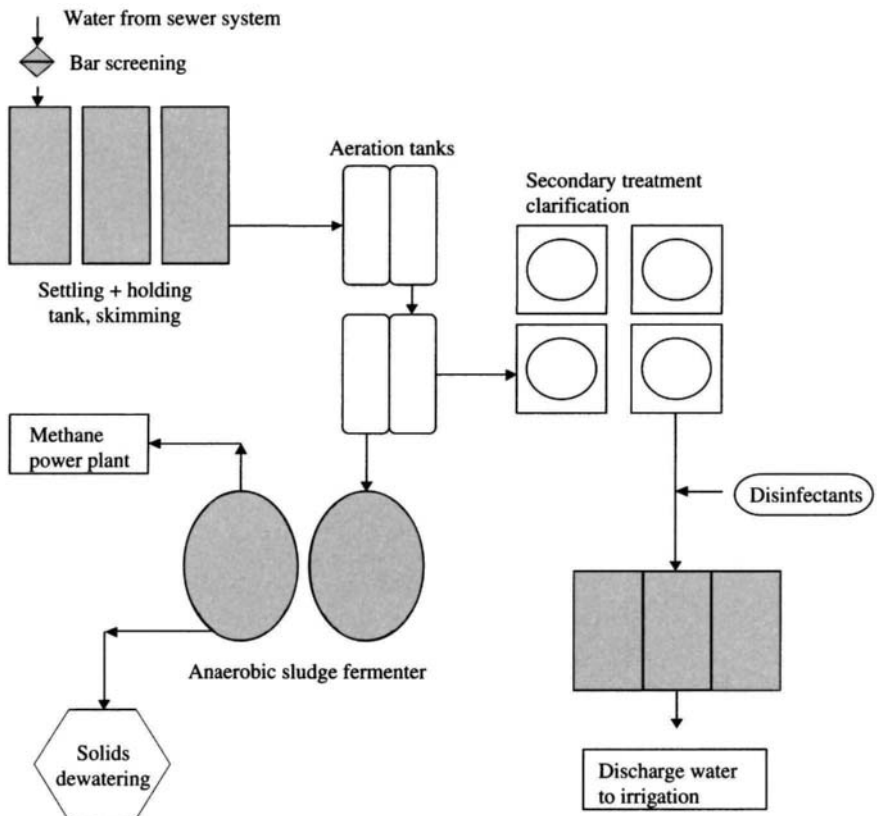 Water from sewer system
Bar screening
Aeration tanks
Secondary treatment
clarification
Settling + holding
tank, skimming
Methane
power plant
Disinfectants
Anaerobic sludge fermenter
Solids
dewatering
Discharge water
to irrigation